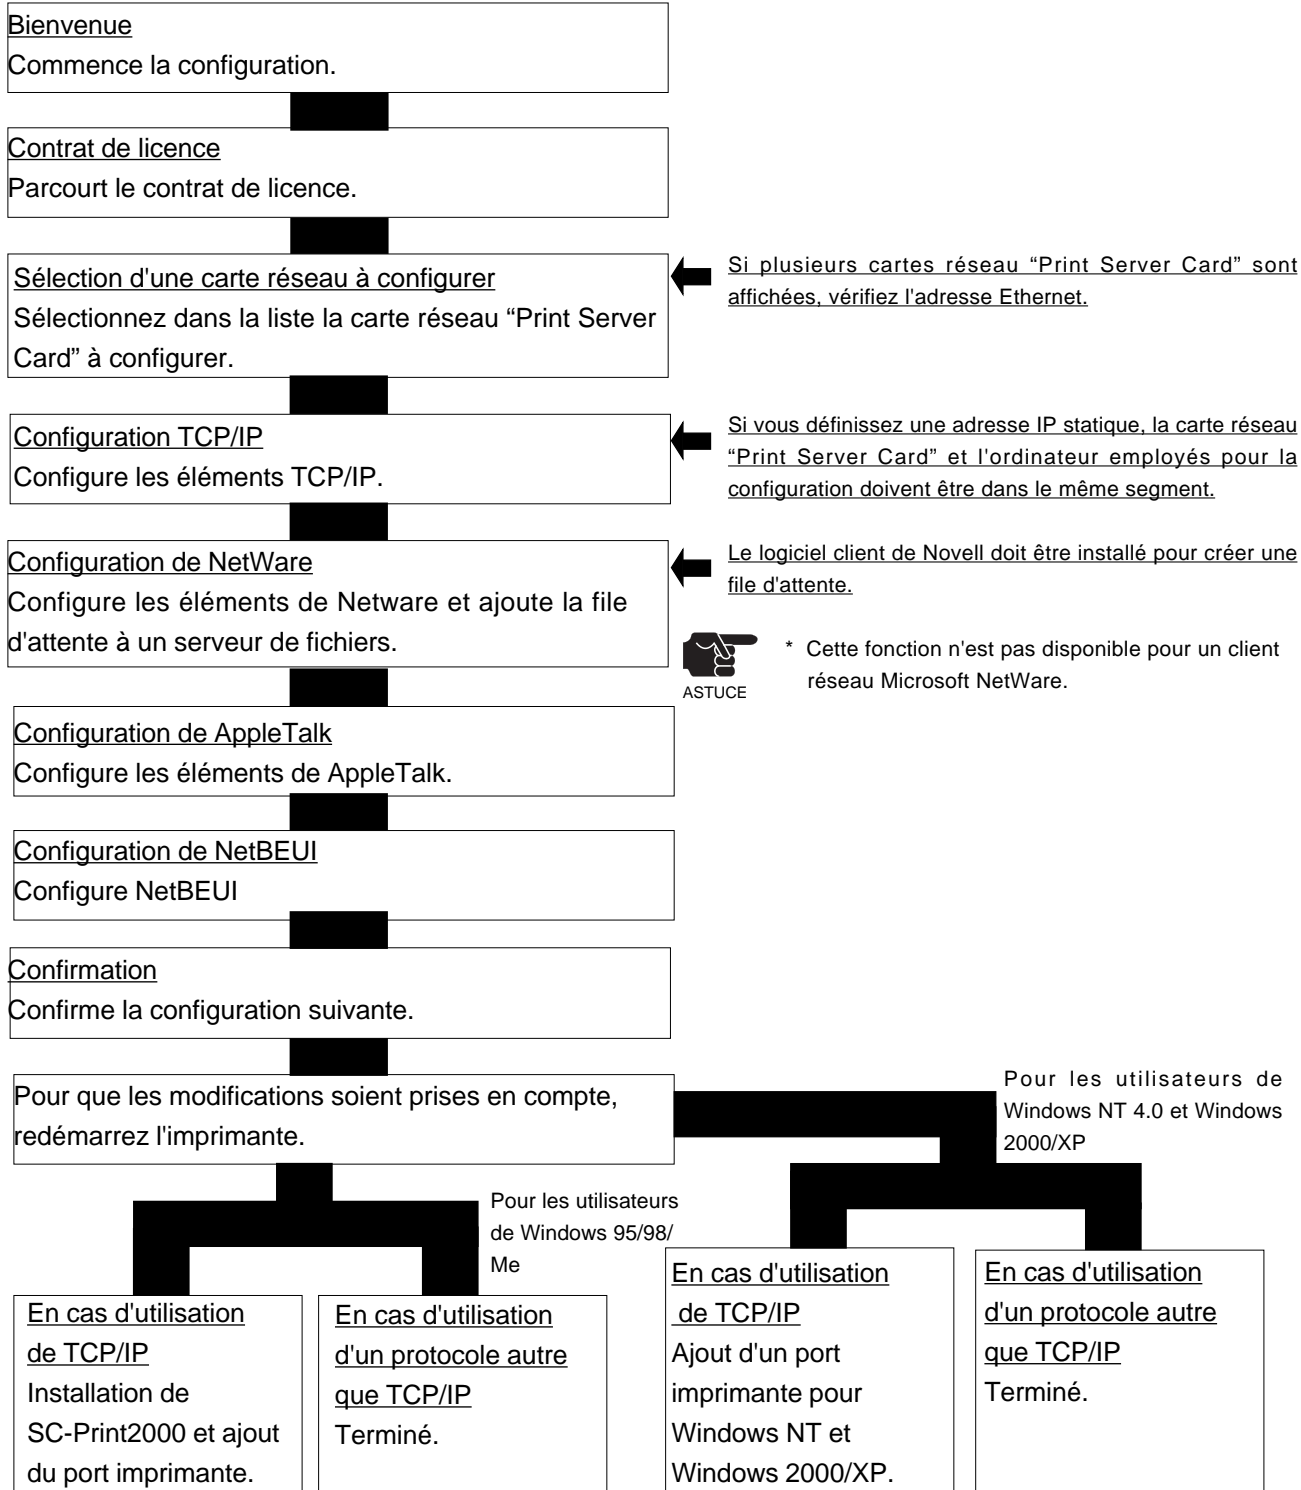 Bienvenue
Commence la configuration.
Contrat de licence
Parcourt le contrat de licence.
Sélection d'une carte réseau à configurer
Sélectionnez dans la liste la carte réseau “Print Server
Card” à configurer.
Si plusieurs cartes réseau “Print Server Card” sont
affichées, vérifiez l'adresse Ethernet.
Configuration TCP/IP
Configure les éléments TCP/IP.
Si vous définissez une adresse IP statique, la carte réseau
“Print Server Card” et l'ordinateur employés pour la
configuration doivent être dans le même segment.
Configuration de NetWare
Configure les éléments de Netware et ajoute la file
d'attente à un serveur de fichiers.
Le logiciel client de Novell doit être installé pour créer une
file d'attente.
* Cette fonction n'est pas disponible pour un client
réseau Microsoft NetWare.
ASTUCE
Configuration de AppleTalk
Configure les éléments de AppleTalk.
Configuration de NetBEUI
Configure NetBEUI
Confirmation
Confirme la configuration suivante.
Pour que les modifications soient prises en compte,
redémarrez l'imprimante.
Pour les utilisateurs de
Windows NT 4.0 et Windows
2000/XP
Pour les utilisateurs
de Windows 95/98/
Me
En cas d'utilisation
de TCP/IP
Installation de
SC-Print2000 et ajout
du port imprimante.
En cas d'utilisation
d'un protocole autre
que TCP/IP
Terminé.
En cas d'utilisation
de TCP/IP
Ajout d'un port
imprimante pour
Windows NT et
Windows 2000/XP.
En cas d'utilisation
d'un protocole autre
que TCP/IP
Terminé.